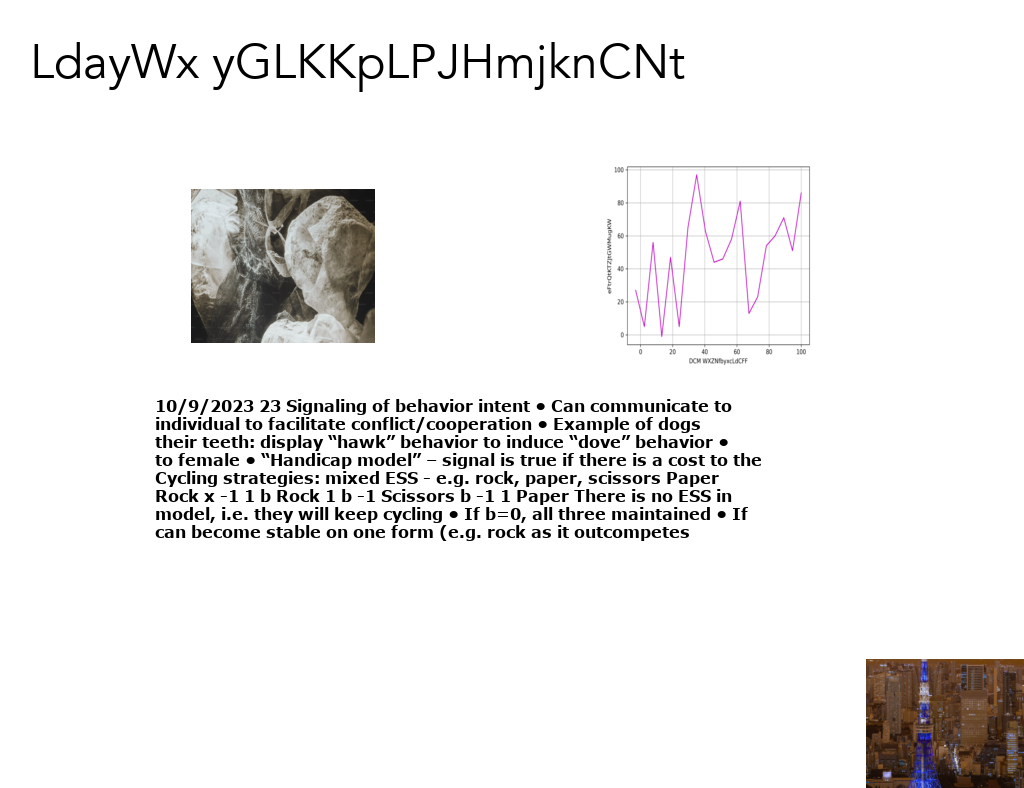 LdayWx yGLKKpLPJHmjknCNt
100
80
60
40
20
0
0 20 40 60 80 100
DCM WXZNfbyxcLdCFF
10/9/2023 23 Signaling of behavior intent • Can communicate to
individual to facilitate conflict/cooperation • Example of dogs
their teeth: display “hawk” behavior to induce “dove” behavior •
to female • “Handicap model” – signal is true if there is a cost to the
Cycling strategies: mixed ESS - e.g. rock, paper, scissors Paper
Rock x -1 1 b Rock 1 b -1 Scissors b -1 1 Paper There is no ESS in
model, i.e. they will keep cycling • If b=0, all three maintained • If
can become stable on one form (e.g. rock as it outcompetes